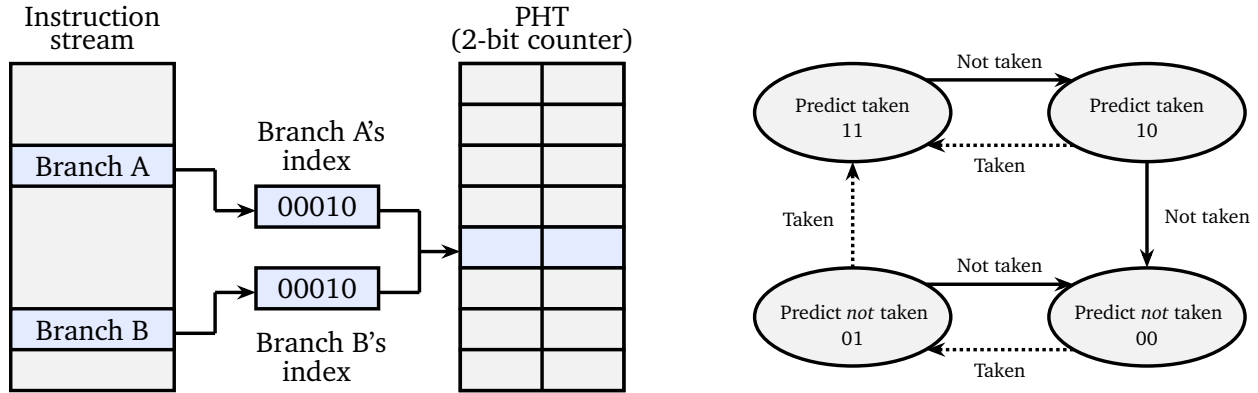 Instruction
stream
Branch A
Branch B
Branch A's
index
00010
00010
Branch B's
index
PHT
(2-bit counter)
Not taken
Predict taken
11
Predict taken
10
Taken
Taken
Not taken
Not taken
Predict not taken
01
Predict not taken
00
Taken